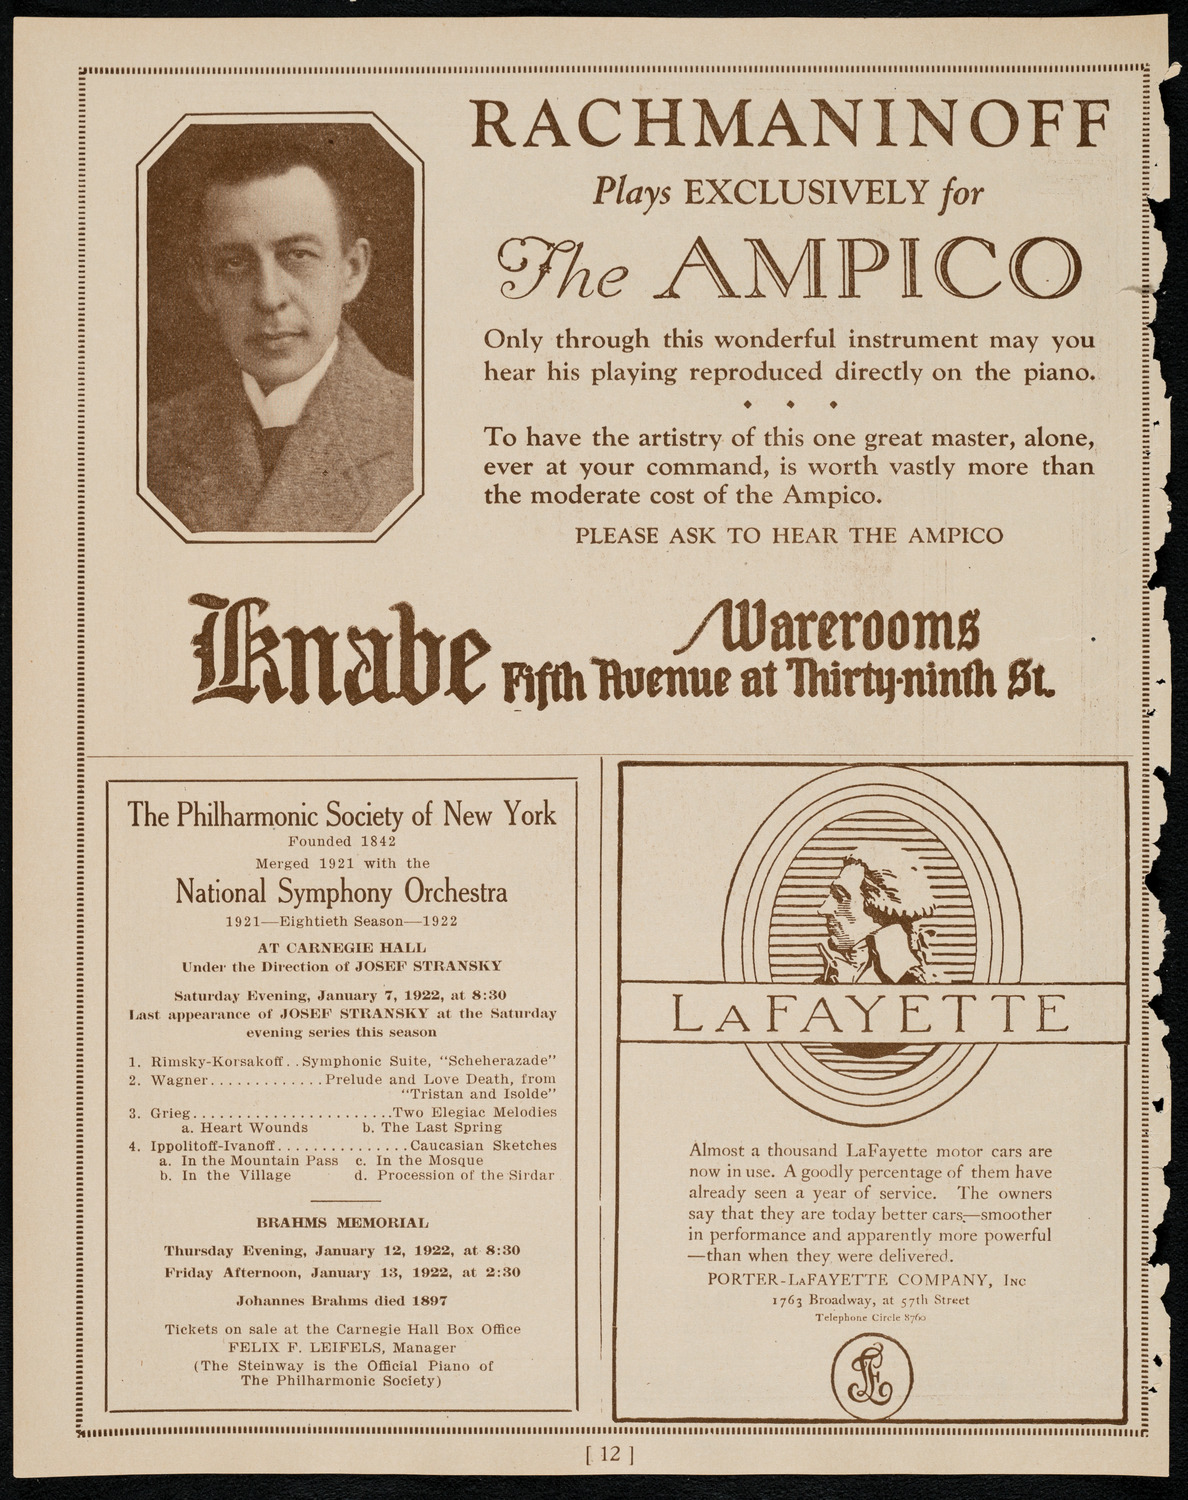 RACHMANINOFF
Plays EXCLUSIVELY for
The AMPICO
Only through this wonderful instrument may you
hear his playing reproduced directly on the piano.
To have the artistry of this one great master, alone,
ever at your command, is worth vastly more than
the moderate cost of the Ampico.
PLEASE ASK TO HEAR THE AMPICO
Knabe Warerooms
Fifth Avenue at Thirty-ninth St.
The Philharmonic Society of New York
Founded 1842
Merged 1921 with the
National Symphony Orchestra
1921—Eightieth Season—1922
AT CARNEGIE HALL
Under the Direction of JOSEF STRANSKY
Saturday Evening, January 7, 1922, at 8:30
Last appearance of JOSEF STRANSKY at the Saturday
evening series this season
1. Rimsky-Korsakoff. . Symphonic Suite, "Scheherazade"
2. Wagner.............Prelude and Love Death, from
"Tristan and Isolde"
3. Grieg......................Two Elegiac Melodies
a. Heart Wounds b. The Last Spring
4. Ippolitoff-Ivanoff...............Caucasian Sketches
a. In the Mountain Pass c. In the Mosque
b. In the Village d. Procession of the Sirdar
BRAHMS MEMORIAL
Thursday Evening, January 12, 1922, at 8:30
Friday Afternoon, January 13, 1922, at 2:30
Johannes Brahms died 1897
Tickets on sale at the Carnegie Hall Box Office
FELIX F. LEIFELS, Manager
(The Steinway is the Official Piano of
The Philharmonic Society)
LAFAYETTE
Almost a thousand LaFayette motor cars are
now in use. A goodly percentage of them have
already seen a year of service. The owners
say that they are today better cars—smoother
in performance and apparently more powerful
—than when they were delivered.
PORTER-LAFAYETTE COMPANY, INC
1763 Broadway, at 57th Street
Telephone Circle 8760
[ 12 ]